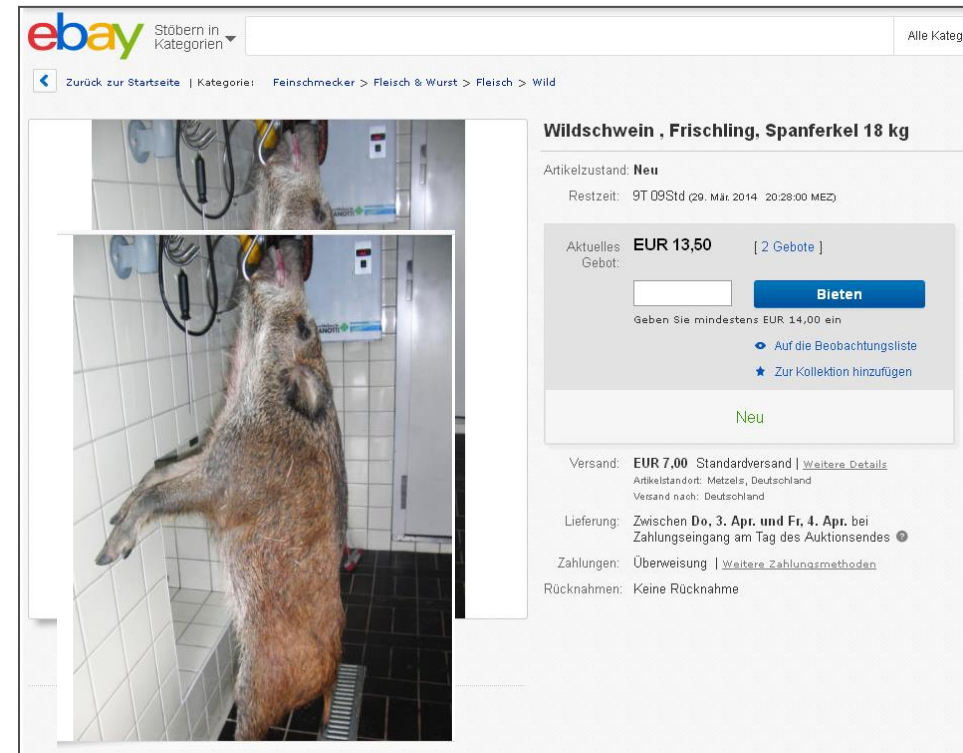 ebay
Stöbern in
Kategorien
Alle Kateg
Zurück zur Startseite | Kategorie: Feinschmecker > Fleisch & Wurst > Fleisch > Wild
Wildschwein , Frischling, Spanferkel 18 kg
Artikelzustand: Neu
Restzeit: 9T 09Std (29. Mär. 2014 20:28:00 MEZ)
Aktuelles Gebot: EUR 13,50 [ 2 Gebote ]
Bieten
Geben Sie mindestens EUR 14,00 ein
Auf die Beobachtungsliste
Zur Kollektion hinzufügen
Neu
Versand: EUR 7,00 Standardversand | Weitere Details
Artikelstandort: Metzels, Deutschland
Versand nach: Deutschland
Lieferung: Zwischen Do, 3. Apr. und Fr, 4. Apr. bei
Zahlungseingang am Tag des Auktionsendes
Zahlungen: Überweisung | Weitere Zahlungsmethoden
Rücknahmen: Keine Rücknahme